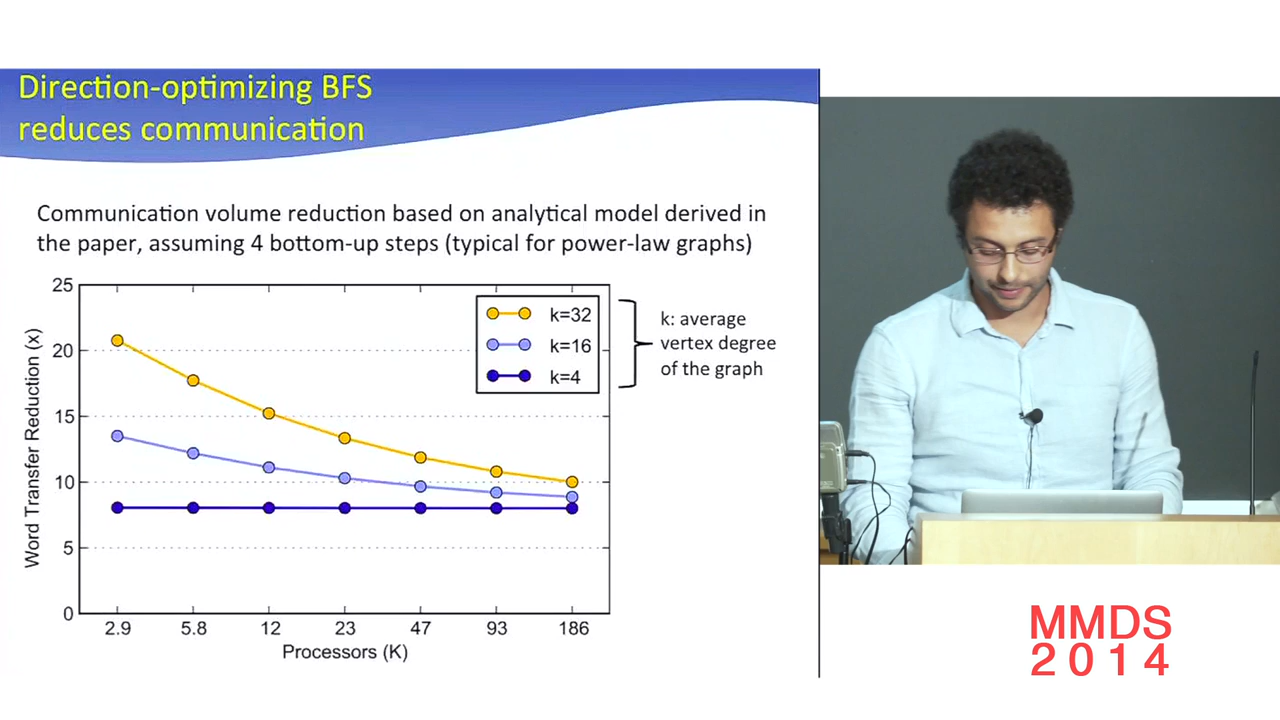 Direction-optimizing BFS
reduces communication
Communication volume reduction based on analytical model derived in
the paper, assuming 4 bottom-up steps (typical for power-law graphs)
25
20
15
10
5
0
Word Transfer Reduction (x)
k=32
k=16
k=4
k: average
vertex degree
of the graph
2.9 5.8 12 23 47 93 186
Processors (K)
MMDS
2014